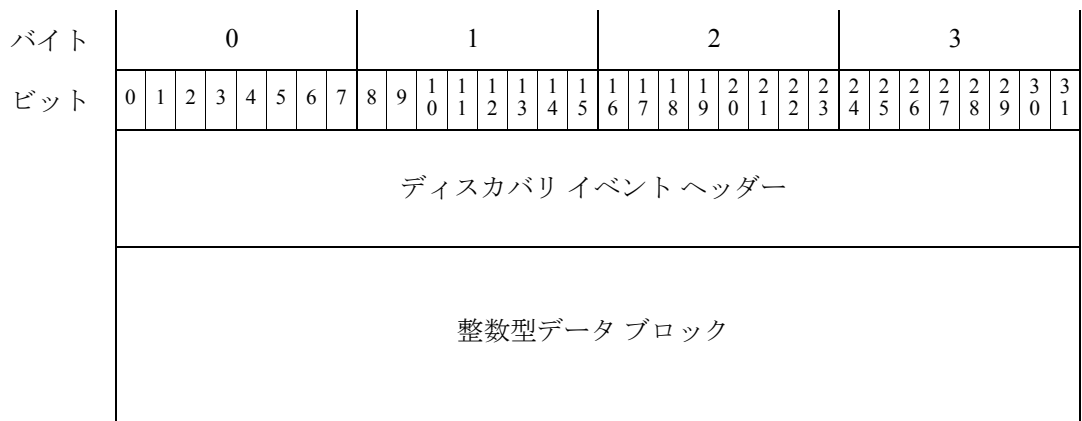 バイト 0 1 2 3
ビット 0 1 2 3 4 5 6 7 8 9 10 11 12 13 14 15 16 17 18 19 20 21 22 23 24 25 26 27 28 29 30 31
ディスカバリ イベント ヘッダー
整数型データ ブロック